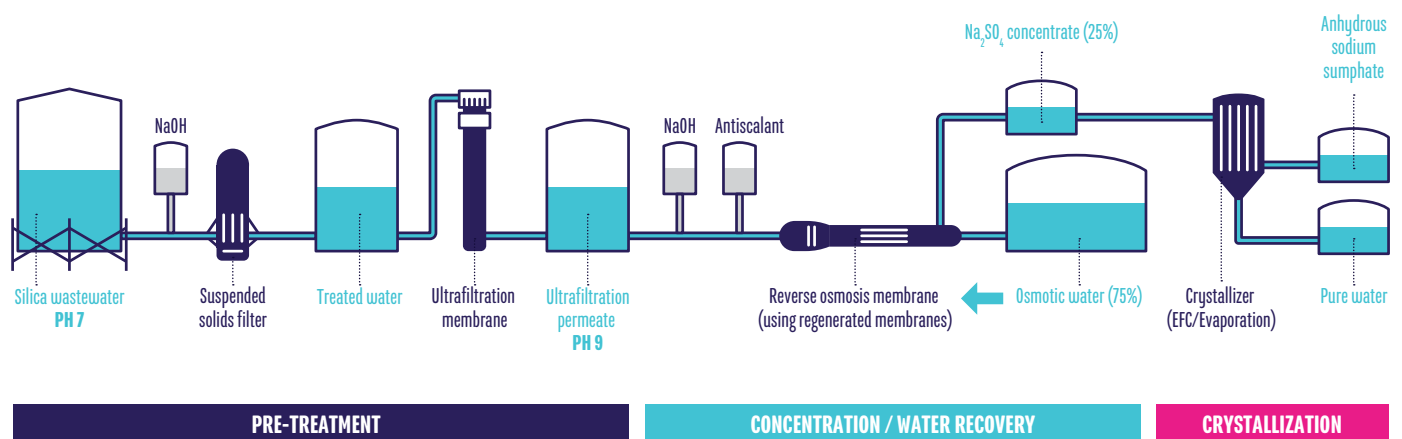 Na₂SO₄ concentrate (25%)
Anhydrous
sodium
sumphate
NaOH
NaOH
Antiscalant
Silica wastewater
PH 7
Suspended
solids filter
Treated water
Ultrafiltration
membrane
Ultrafiltration
permeate
PH 9
Reverse osmosis membrane
(using regenerated membranes)
Osmotic water (75%)
Crystallizer
(EFC/Evaporation)
Pure water
PRE-TREATMENT
CONCENTRATION / WATER RECOVERY
CRYSTALLIZATION